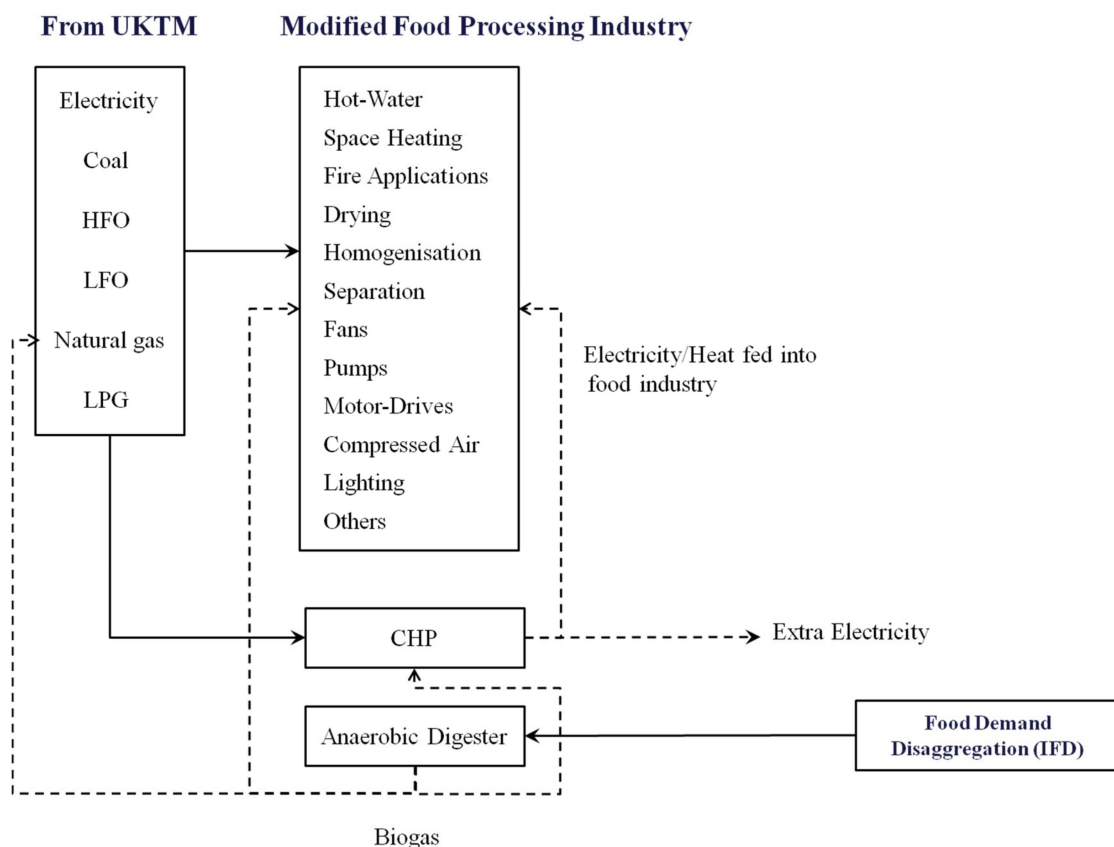 From UKTM
Modified Food Processing Industry
Electricity
Coal
HFO
LFO
Natural gas
LPG
Hot-Water
Space Heating
Fire Applications
Drying
Homogenisation
Separation
Fans
Pumps
Motor-Drives
Compressed Air
Lighting
Others
Electricity/Heat fed into
food industry
CHP
Extra Electricity
Anaerobic Digester
Food Demand
Disaggregation (IFD)
Biogas